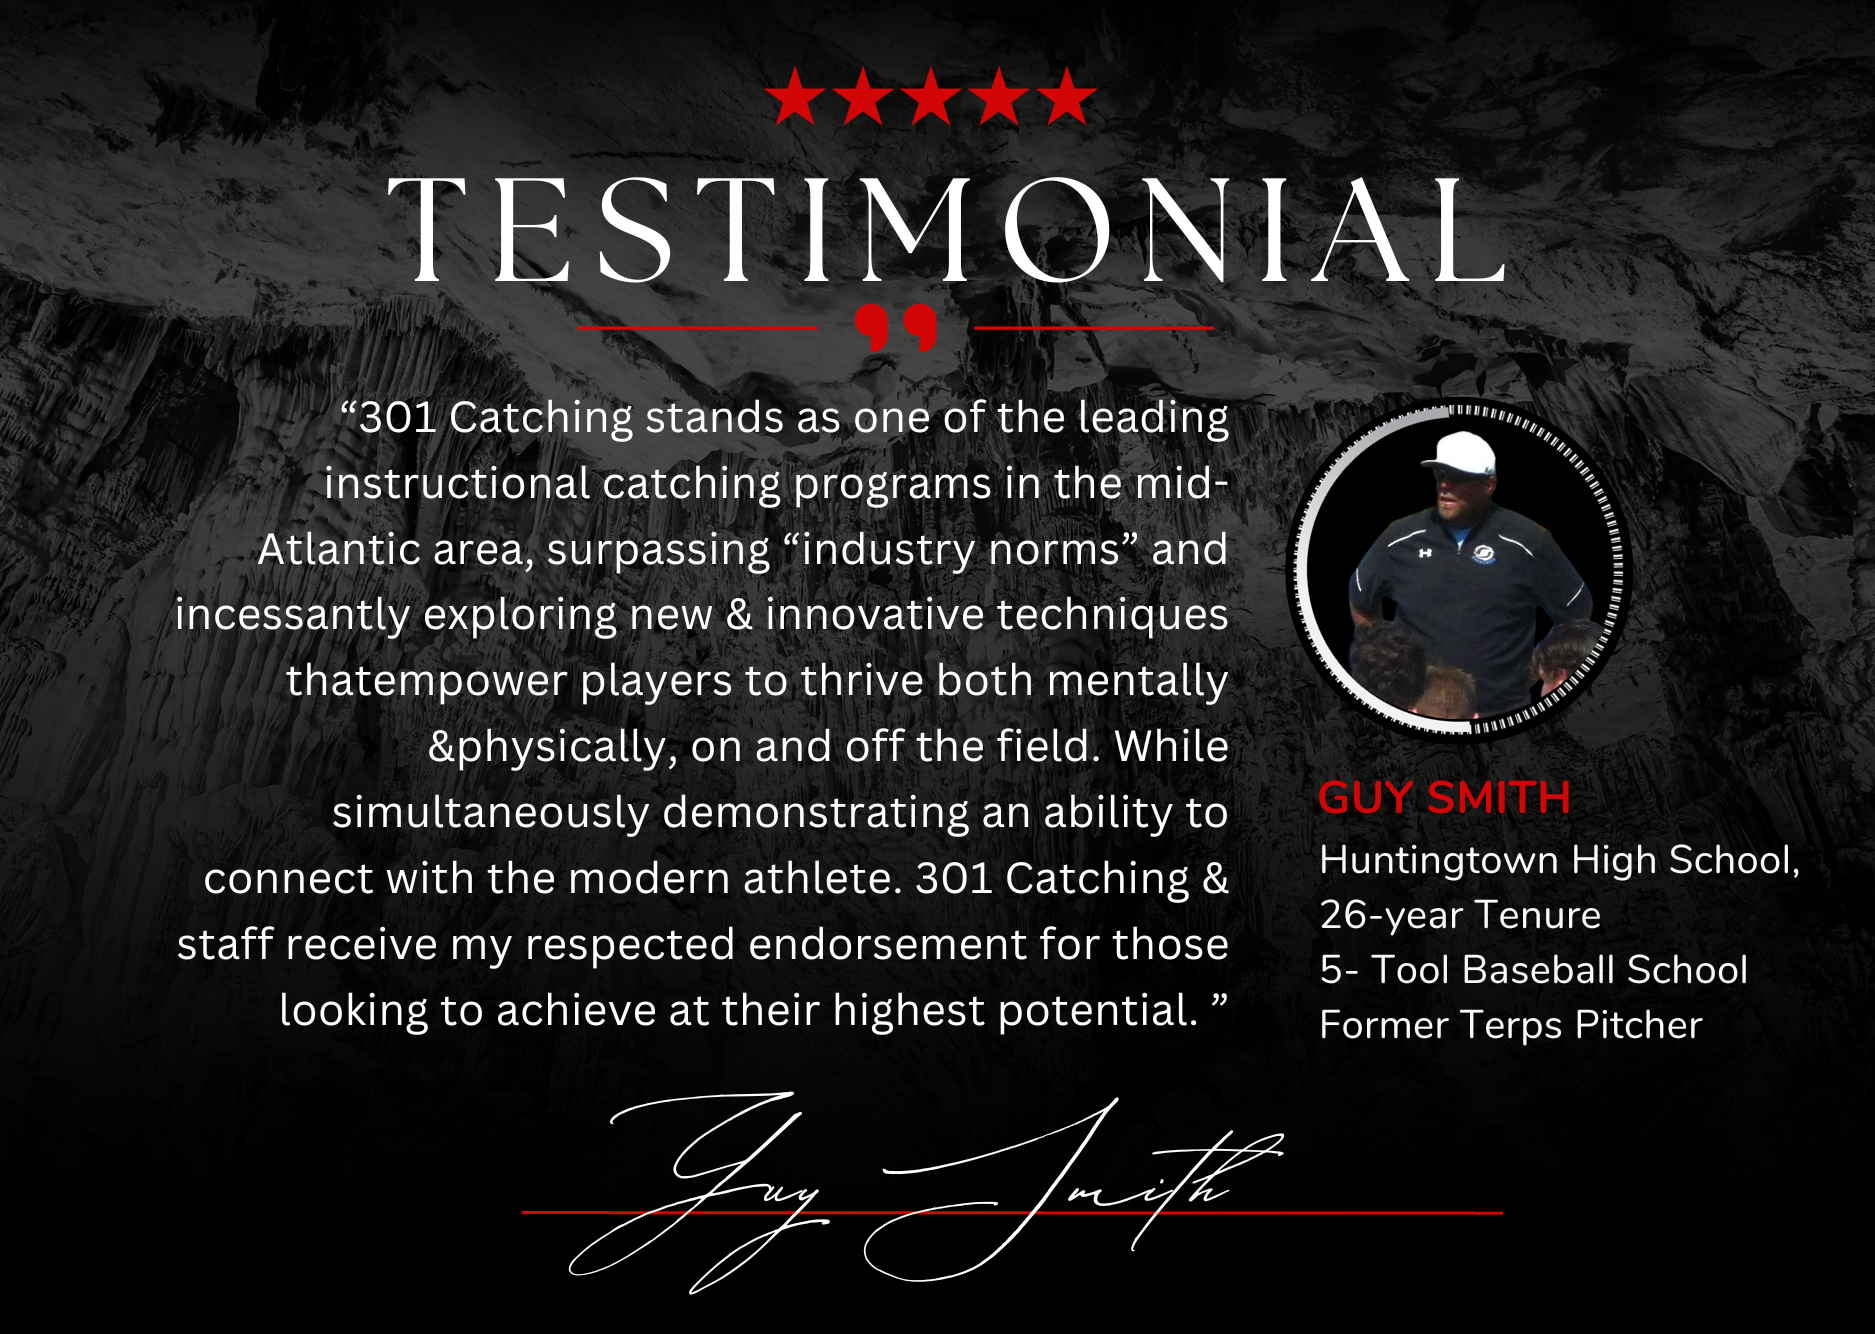 TESTIMONIAL
“301 Catching stands as one of the leading
instructional catching programs in the mid-
Atlantic area, surpassing “industry norms” and
incessantly exploring new & innovative techniques
thatempower players to thrive both mentally
&physically, on and off the field. While
simultaneously demonstrating an ability to
connect with the modern athlete. 301 Catching &
staff receive my respected endorsement for those
looking to achieve at their highest potential. ”
GUY SMITH
Huntingtown High School,
26-year Tenure
5- Tool Baseball School
Former Terps Pitcher
Guy Smith